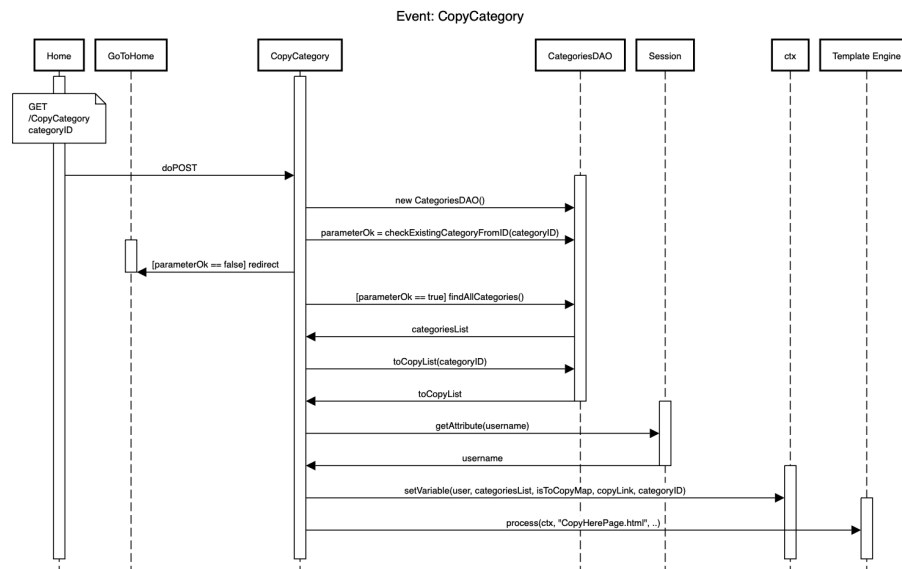 Event: CopyCategory
Home
GoToHome
CopyCategory
CategoriesDAO
Session
ctx
Template Engine
GET
/CopyCategory
categoryID
doPOST
new CategoriesDAO()
parameterOk = checkExistingCategoryFromID(categoryID)
[parameterOk == false] redirect
[parameterOk == true] findAllCategories()
categoriesList
toCopyList(categoryID)
toCopyList
getAttribute(username)
username
setVariable(user, categoriesList, isToCopyMap, copyLink, categoryID)
process(ctx, "CopyHerePage.html", ..)